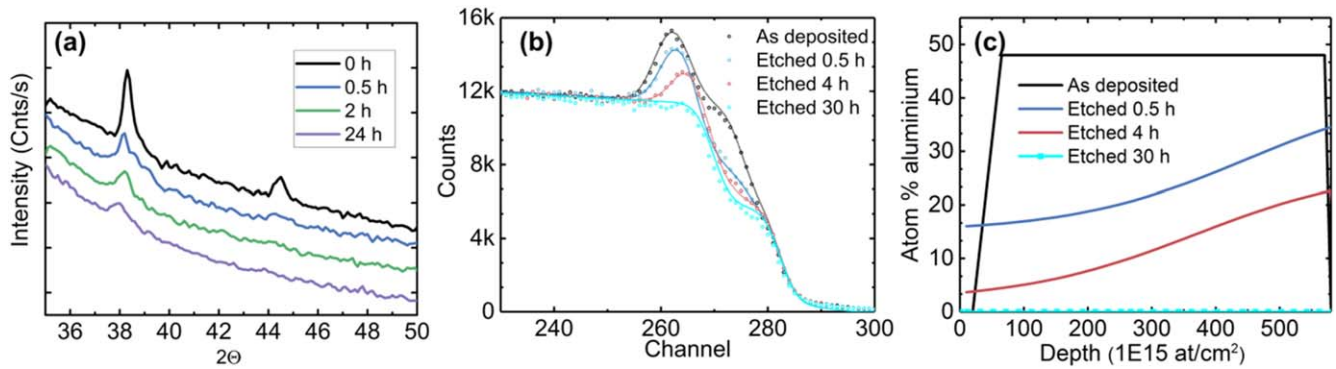 (a)
0 h
0.5 h
2 h
24 h
Intensity (Cnts/s)
36 38 40 42 44 46 48 50
2Θ
(b)
As deposited
Etched 0.5 h
Etched 4 h
Etched 30 h
Counts
16k
12k
8k
4k
0
240 260 280 300
Channel
(c)
As deposited
Etched 0.5 h
Etched 4 h
Etched 30 h
Atom % aluminium
50
40
30
20
10
0
0 100 200 300 400 500
Depth (1E15 at/cm²)